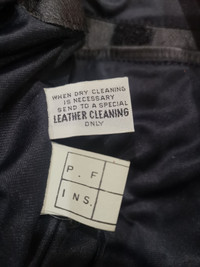 WHEN DRY CLEANING
IS NECESSARY
SEND TO A SPECIAL
LEATHER CLEANING
ONLY
P. F
INS.